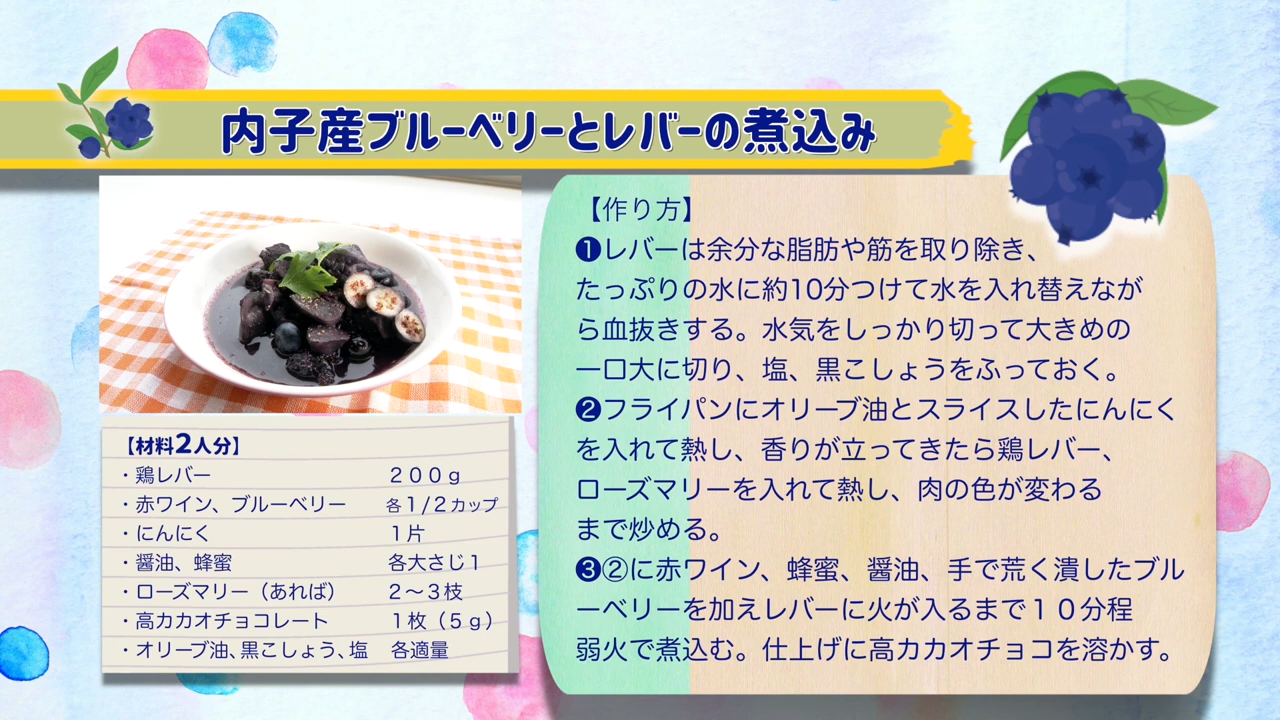 内子産ブルーベリーとレバーの煮込み
【材料2人分】
・鶏レバー　２００ｇ
・赤ワイン、ブルーベリー　各１/２カップ
・にんにく　１片
・醤油、蜂蜜　各大さじ１
・ローズマリー（あれば）　２〜３枝
・高カカオチョコレート　１枚（５ｇ）
・オリーブ油、黒こしょう、塩　各適量
【作り方】
❶レバーは余分な脂肪や筋を取り除き、
たっぷりの水に約10分つけて水を入れ替えなが
ら血抜きする。水気をしっかり切って大きめの
一口大に切り、塩、黒こしょうをふっておく。
❷フライパンにオリーブ油とスライスしたにんにく
を入れて熱し、香りが立ってきたら鶏レバー、
ローズマリーを入れて熱し、肉の色が変わる
まで炒める。
❸②に赤ワイン、蜂蜜、醤油、手で荒く潰したブル
ーベリーを加えレバーに火が入るまで１０分程
弱火で煮込む。仕上げに高カカオチョコを溶かす。